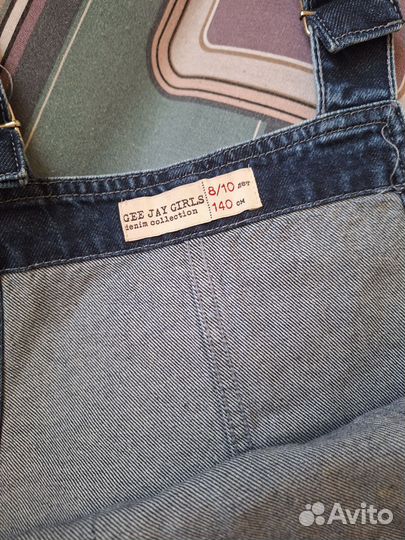 GEE JAY GIRLS
denim collection
8/10 лет
140 см
Avito